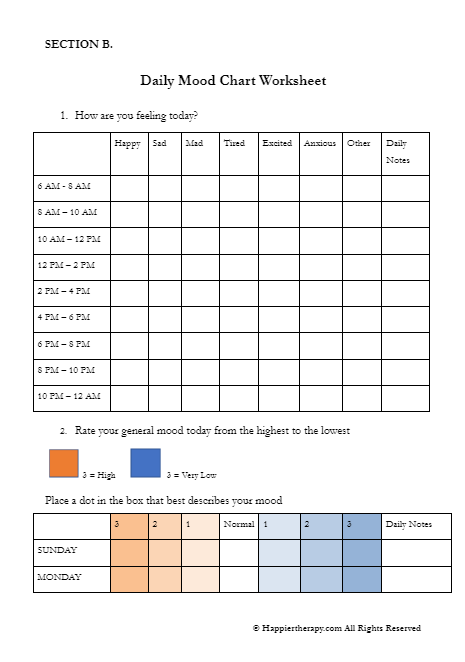 SECTION B.
Daily Mood Chart Worksheet
1. How are you feeling today?
Happy Sad Mad Tired Excited Anxious Other Daily Notes
6 AM - 8 AM
8 AM – 10 AM
10 AM – 12 PM
12 PM – 2 PM
2 PM – 4 PM
4 PM – 6 PM
6 PM – 8 PM
8 PM – 10 PM
10 PM – 12 AM
2. Rate your general mood today from the highest to the lowest
3 = High 3 = Very Low
Place a dot in the box that best describes your mood
3 2 1 Normal 1 2 3 Daily Notes
SUNDAY
MONDAY
© Happiertherapy.com All Rights Reserved